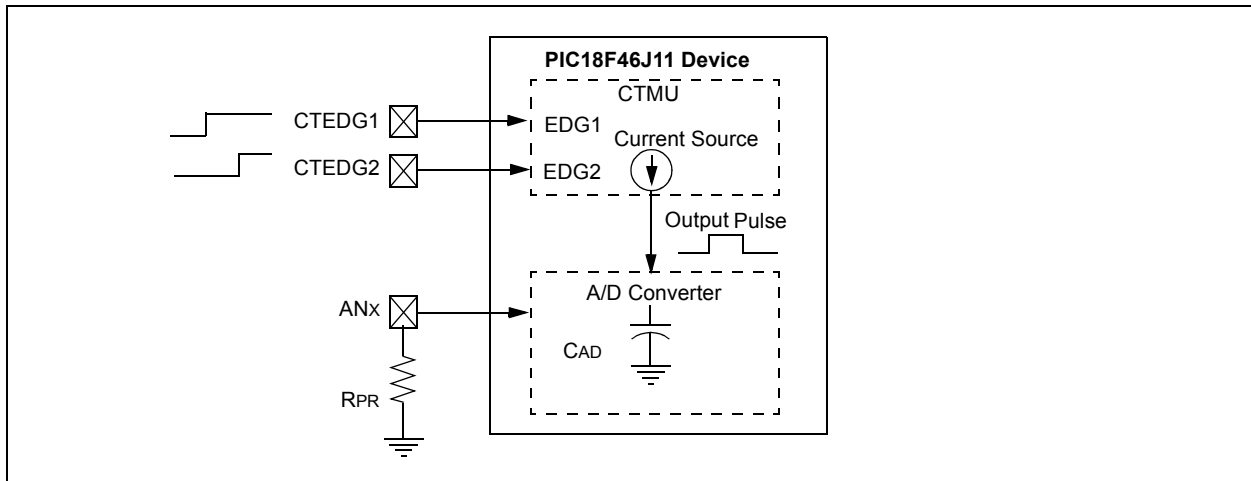 PIC18F46J11 Device
CTMU
CTEDG1
EDG1
Current Source
CTEDG2
EDG2
Output Pulse
A/D Converter
ANX
CAD
RPR